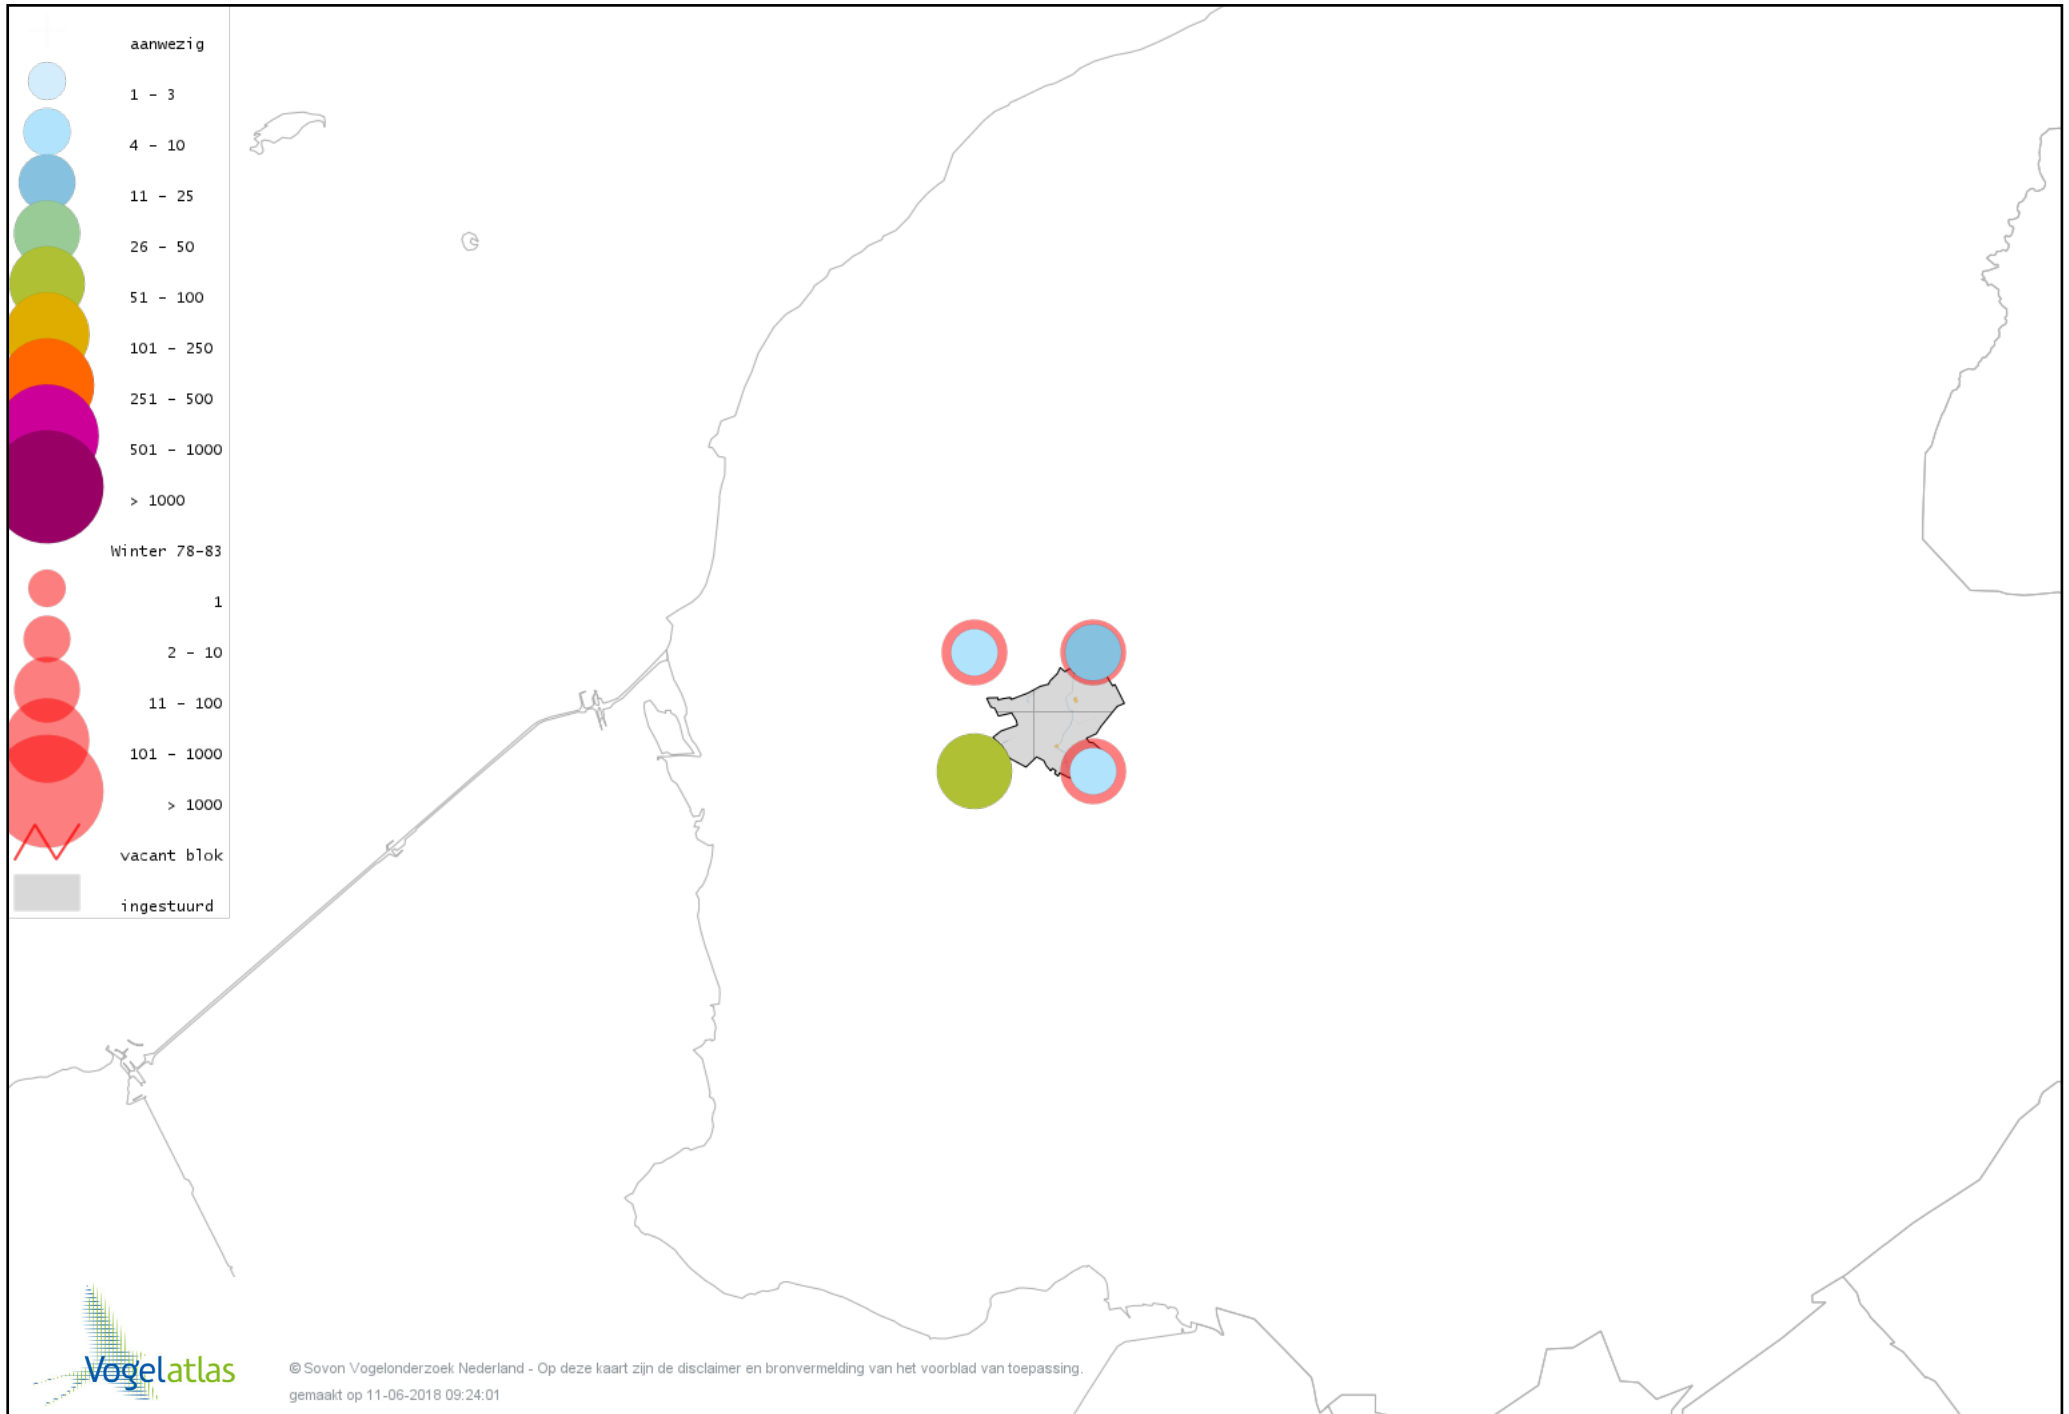 aanwezig
1 - 3
4 - 10
11 - 25
26 - 50
51 - 100
101 - 250
251 - 500
501 - 1000
> 1000
Winter 78-83
1
2 - 10
11 - 100
101 - 1000
> 1000
vacant blok
ingestuurd
Vogelatlas
© Sovon Vogelonderzoek Nederland - Op deze kaart zijn de disclaimer en bronvermelding van het voorblad van toepassing.
gemaakt op 11-06-2018 09:24:01